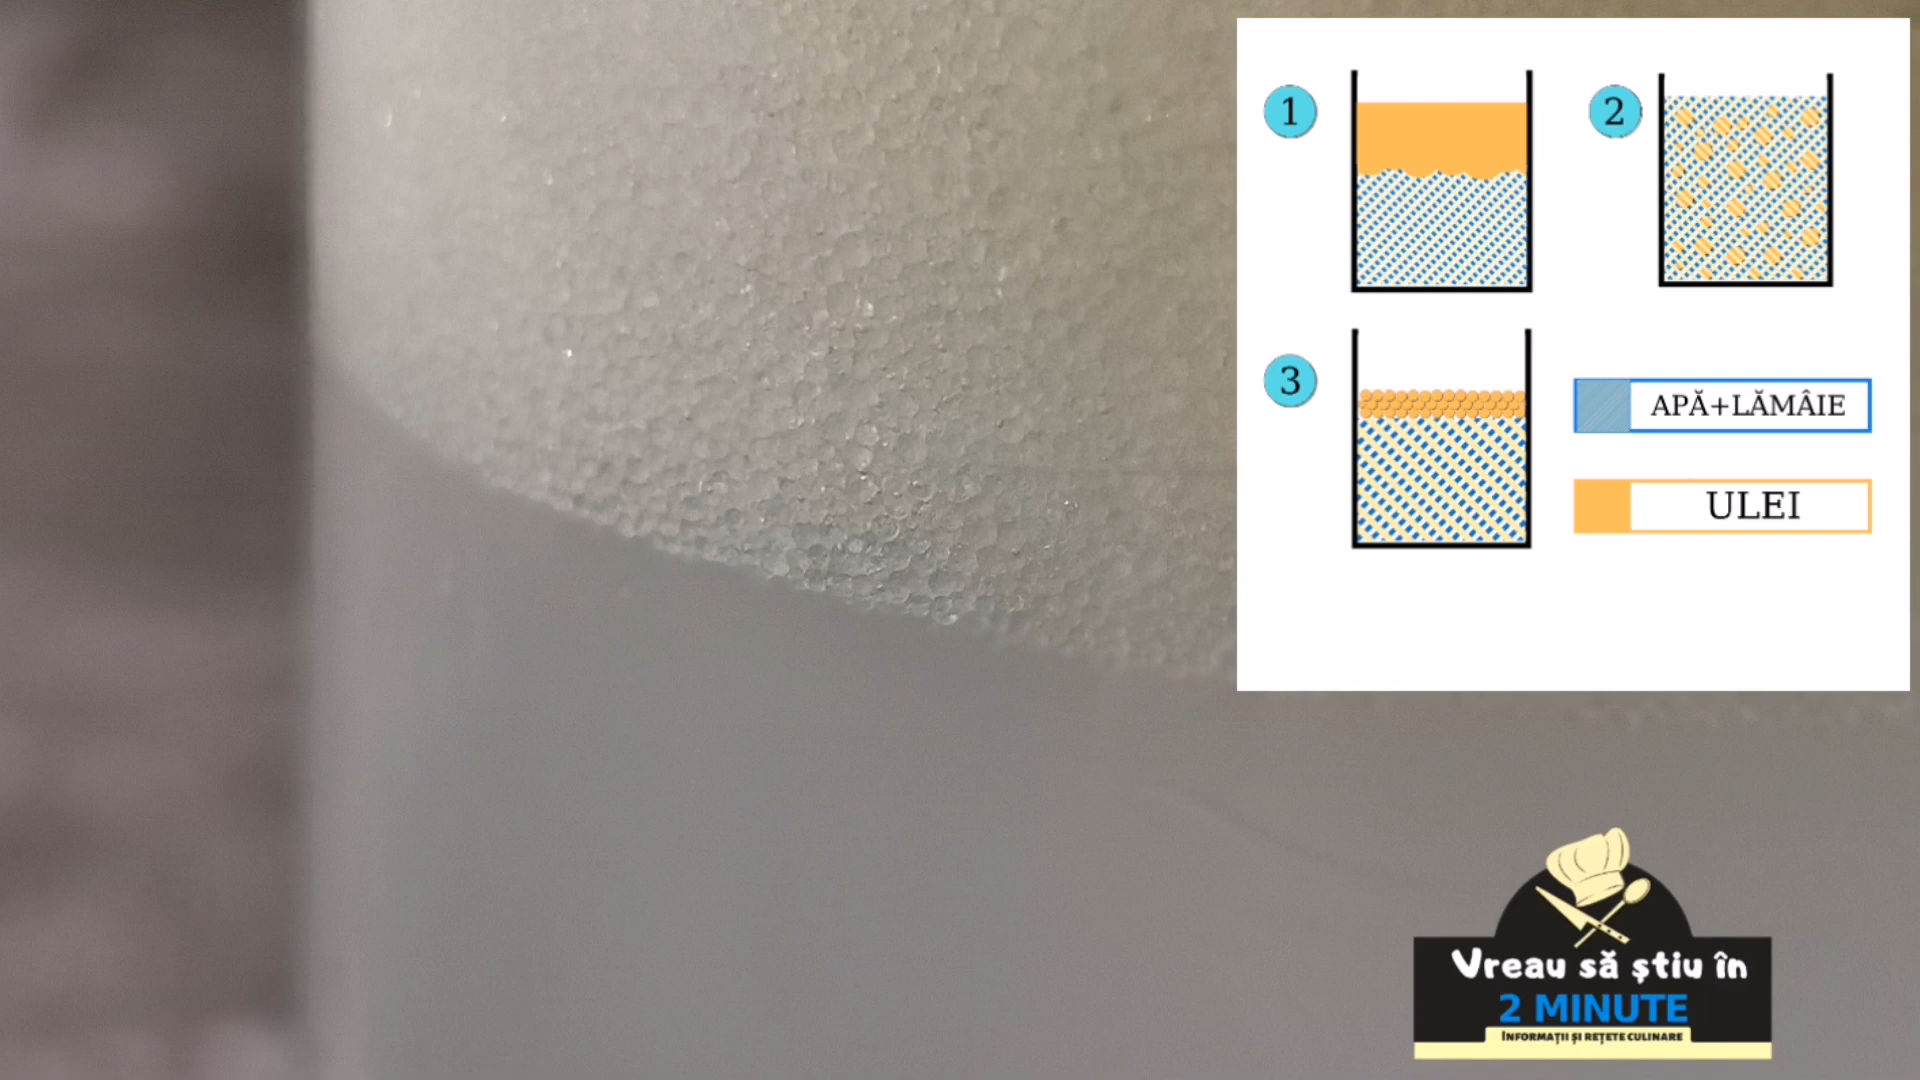 1
2
3
APĂ+LĂMÂIE
ULEI
Vreau să știu în
2 MINUTE
INFORMAȚII ȘI REȚETE CULINARE